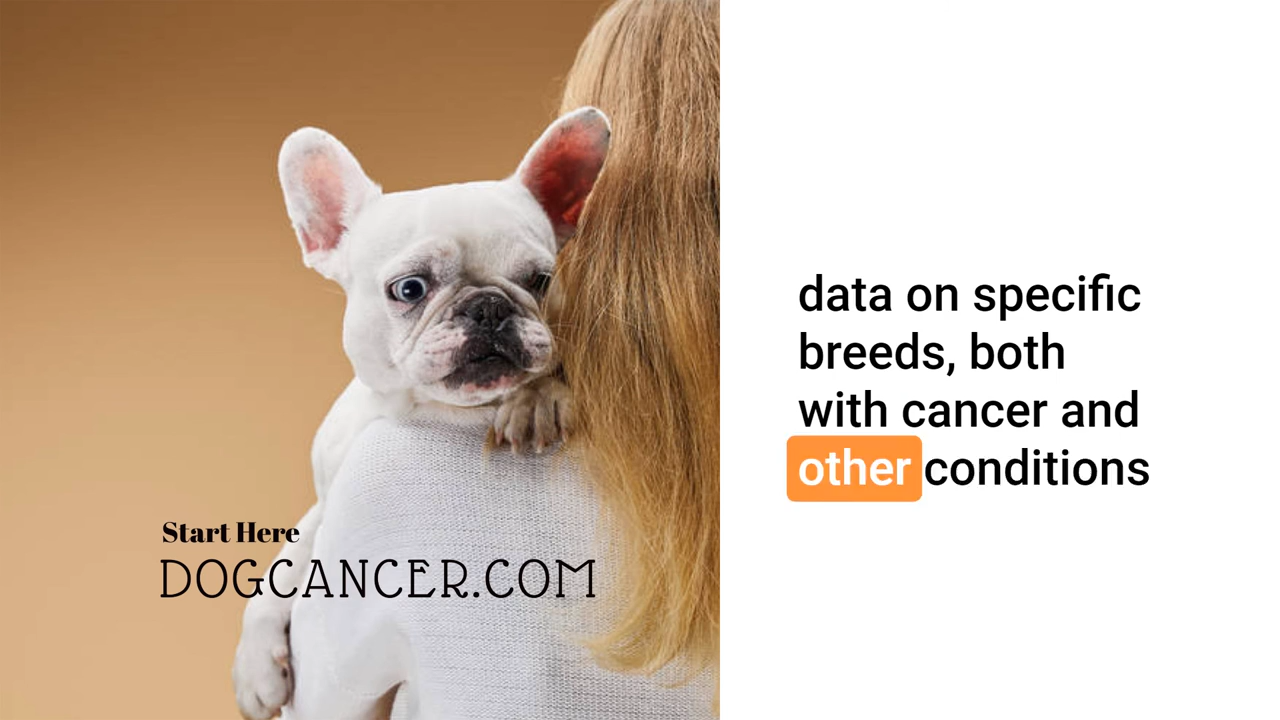 Start Here
DOGCANCER.COM
data on specific
breeds, both
with cancer and
other conditions